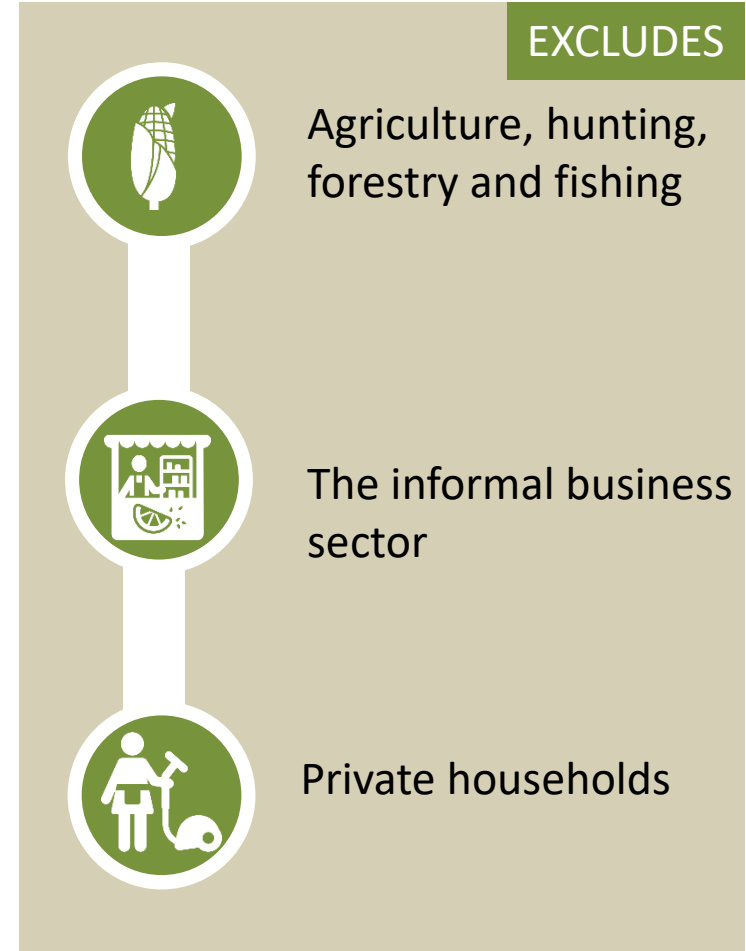 EXCLUDES
Agriculture, hunting,
forestry and fishing
The informal business
sector
Private households